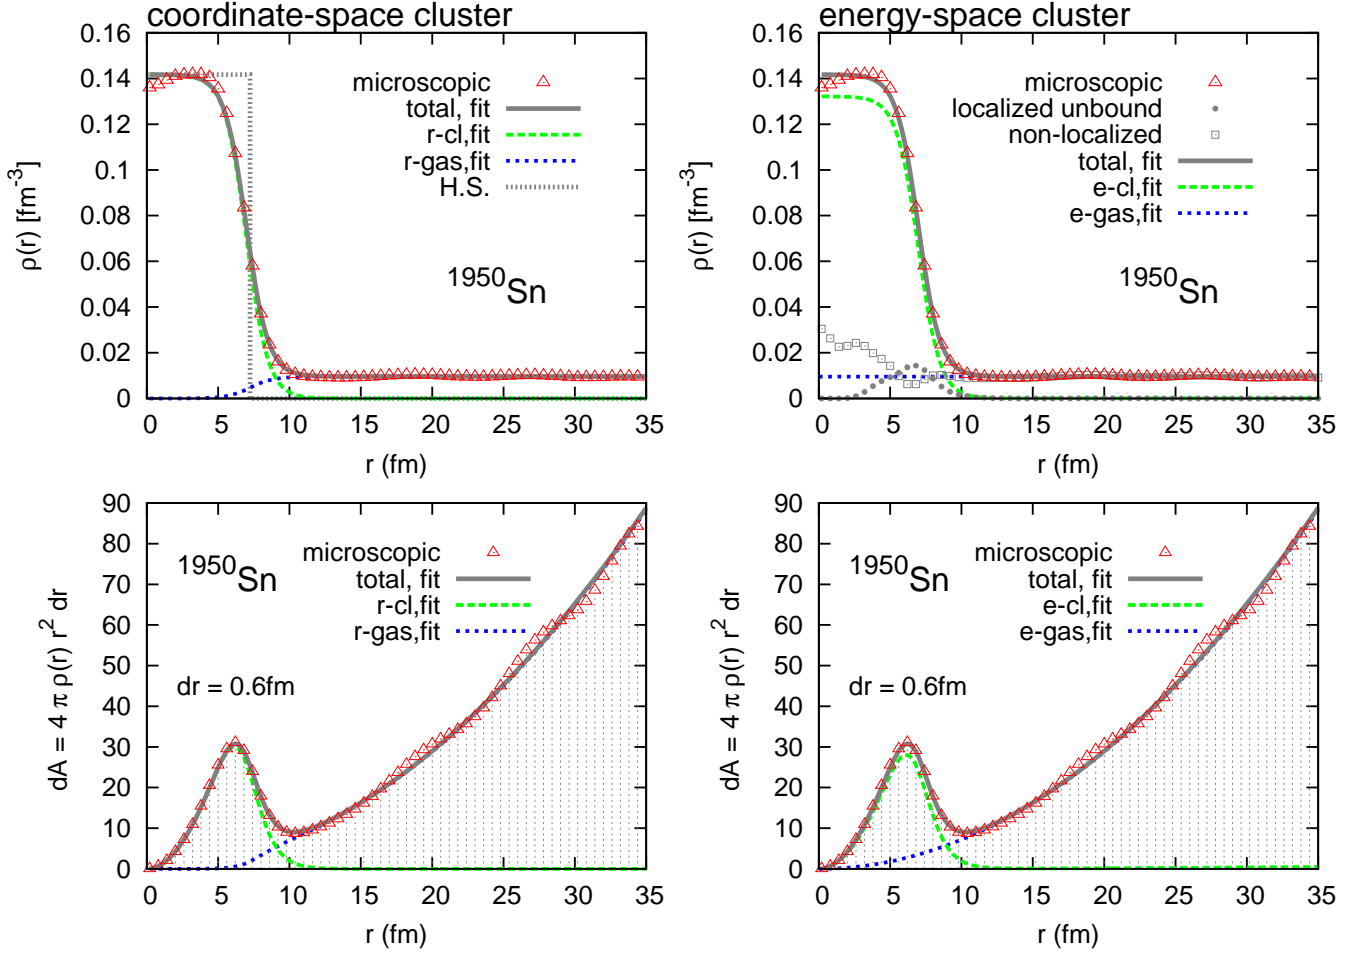 coordinate-space cluster
ρ(r) [fm-3]
0.16
0.14
0.12
0.1
0.08
0.06
0.04
0.02
0
microscopic
total, fit
r-cl,fit
r-gas,fit
H.S.
1950Sn
0 5 10 15 20 25 30 35
r (fm)
energy-space cluster
ρ(r) [fm-3]
0.16
0.14
0.12
0.1
0.08
0.06
0.04
0.02
0
microscopic
localized unbound
non-localized
total, fit
e-cl,fit
e-gas,fit
1950Sn
0 5 10 15 20 25 30 35
r (fm)
dA = 4 π ρ(r) r2 dr
90
80
70
60
50
40
30
20
10
0
1950Sn
microscopic
total, fit
r-cl,fit
r-gas,fit
dr = 0.6fm
0 5 10 15 20 25 30 35
r (fm)
dA = 4 π ρ(r) r2 dr
90
80
70
60
50
40
30
20
10
0
1950Sn
microscopic
total, fit
e-cl,fit
e-gas,fit
dr = 0.6fm
0 5 10 15 20 25 30 35
r (fm)